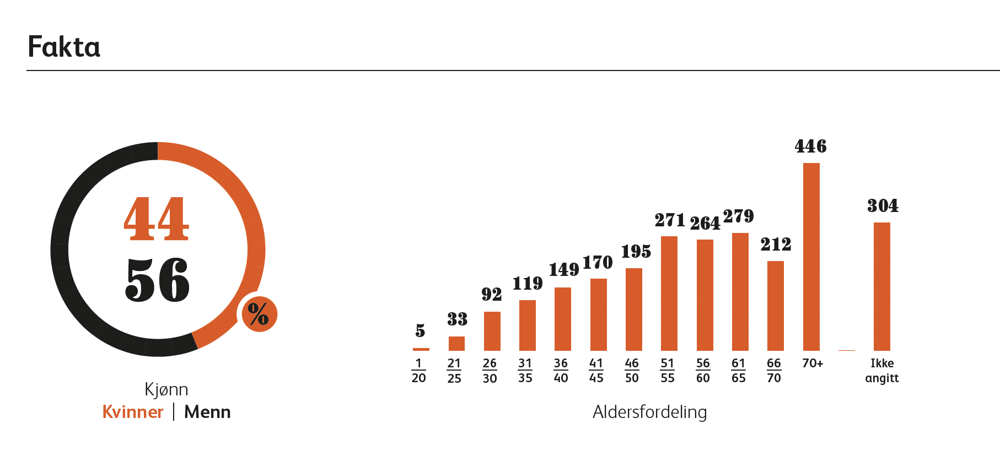 Fakta
44
56
%
Kjønn
Kvinner | Menn
5 33 92 119 149 170 195 271 264 279 212 446 304
1 21 26 31 36 41 46 51 56 61 66 70+ Ikke
20 25 30 35 40 45 50 55 60 65 70 angitt
Aldersfordeling